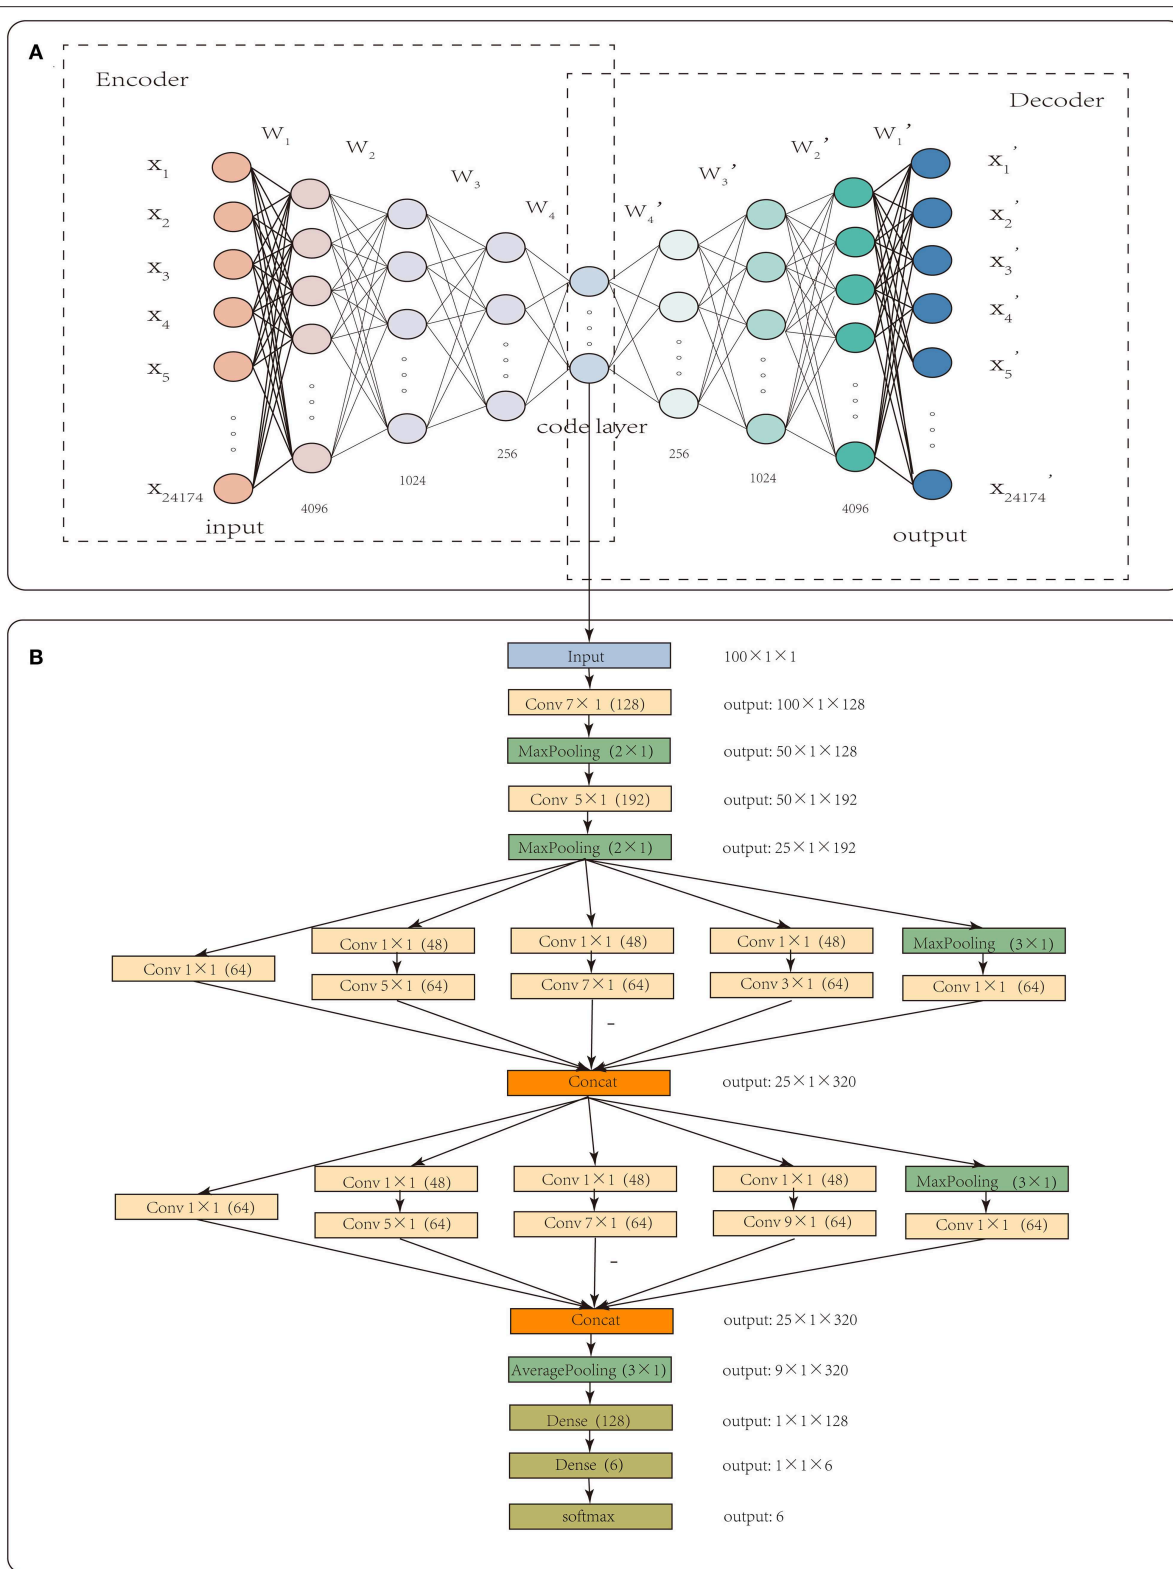 A
Encoder
Decoder
W1
W2
W3
W4
W4'
W3'
W2'
W1'
x1
x2
x3
x4
x5
x24174
x1'
x2'
x3'
x4'
x5'
x24174'
input
4096
1024
256
code layer
256
1024
4096
output
B
Input 100×1×1
Conv 7×1 (128) output: 100×1×128
MaxPooling (2×1) output: 50×1×128
Conv 5×1 (192) output: 50×1×192
MaxPooling (2×1) output: 25×1×192
Conv 1×1 (48) Conv 1×1 (48) Conv 1×1 (48) MaxPooling (3×1)
Conv 1×1 (64) Conv 5×1 (64) Conv 7×1 (64) Conv 3×1 (64) Conv 1×1 (64)
Concat output: 25×1×320
Conv 1×1 (48) Conv 1×1 (48) Conv 1×1 (48) MaxPooling (3×1)
Conv 1×1 (64) Conv 5×1 (64) Conv 7×1 (64) Conv 9×1 (64) Conv 1×1 (64)
Concat output: 25×1×320
AveragePooling (3×1) output: 9×1×320
Dense (128) output: 1×1×128
Dense (6) output: 1×1×6
softmax output: 6